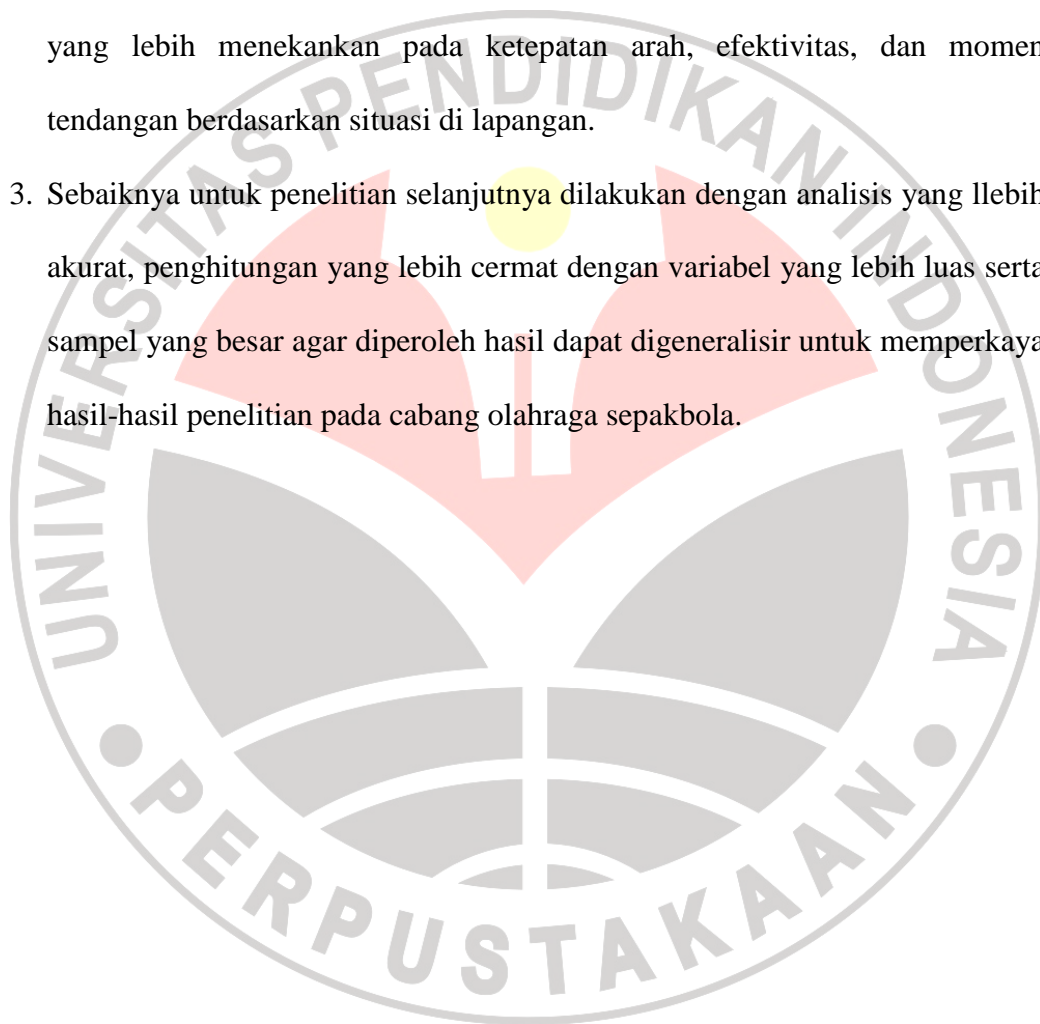 yang lebih menekankan pada ketepatan arah, efektivitas, dan momen
tendangan berdasarkan situasi di lapangan.
3. Sebaiknya untuk penelitian selanjutnya dilakukan dengan analisis yang llebih
akurat, penghitungan yang lebih cermat dengan variabel yang lebih luas serta
sampel yang besar agar diperoleh hasil dapat digeneralisir untuk memperkaya
hasil-hasil penelitian pada cabang olahraga sepakbola.
UNIVERSITAS PENDIDIKAN INDONESIA
PERPUSTAKAAN